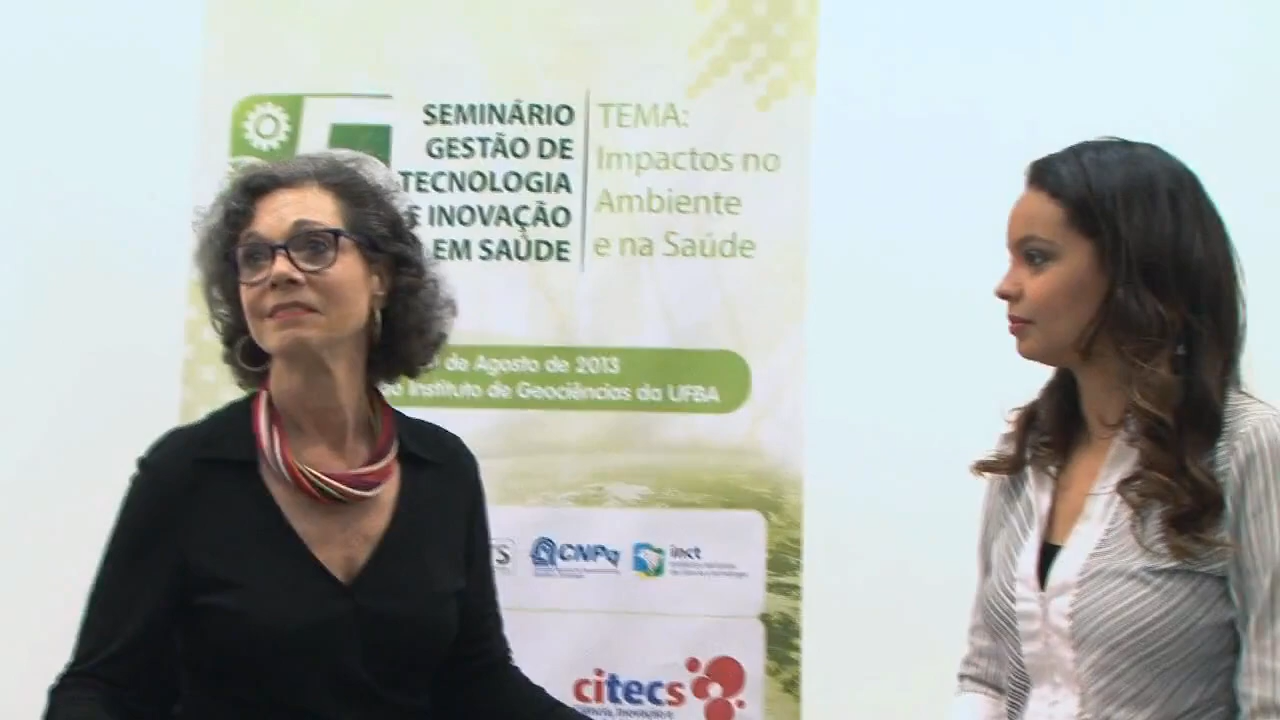 SEMINÁRIO
GESTÃO DE
TECNOLOGIA
E INOVAÇÃO
EM SAÚDE
TEMA:
Impactos no
Ambiente
e na Saúde
de Agosto de 2013
Instituto de Geociências da UFBA
CNPq
inct
citecs